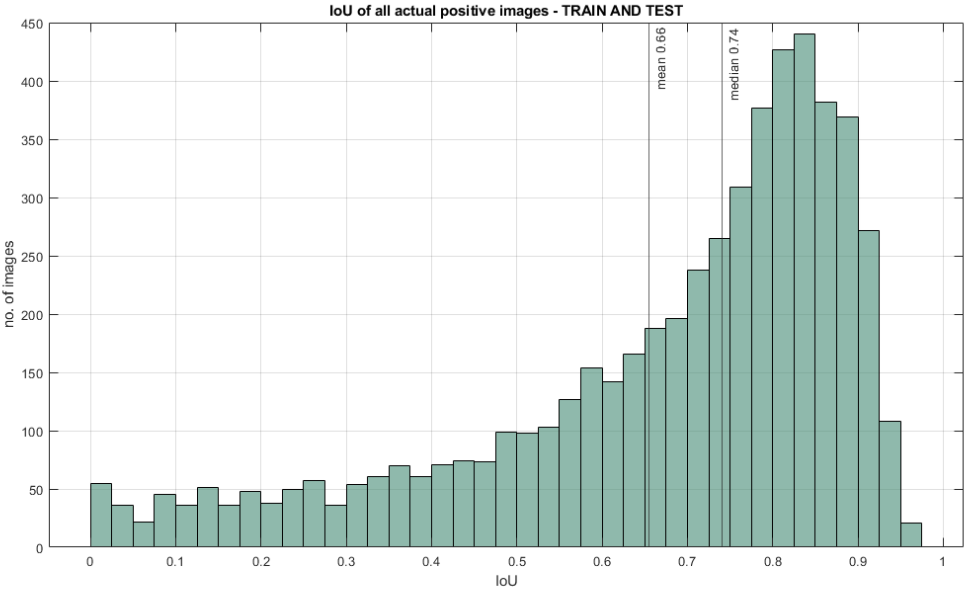 IoU of all actual positive images - TRAIN AND TEST
no. of images
450
400
350
300
250
200
150
100
50
0
mean 0.66
median 0.74
0 0.1 0.2 0.3 0.4 0.5 0.6 0.7 0.8 0.9 1
IoU